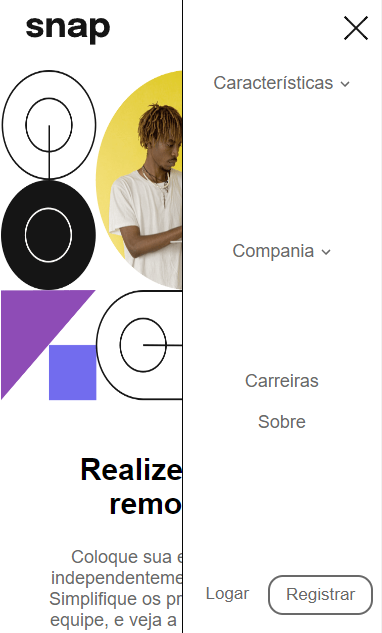 snap
Características
Compania
Carreiras
Sobre
Logar
Registrar
Realize
remo
Coloque sua e
independenteme
Simplifique os pr
equipe, e veja a